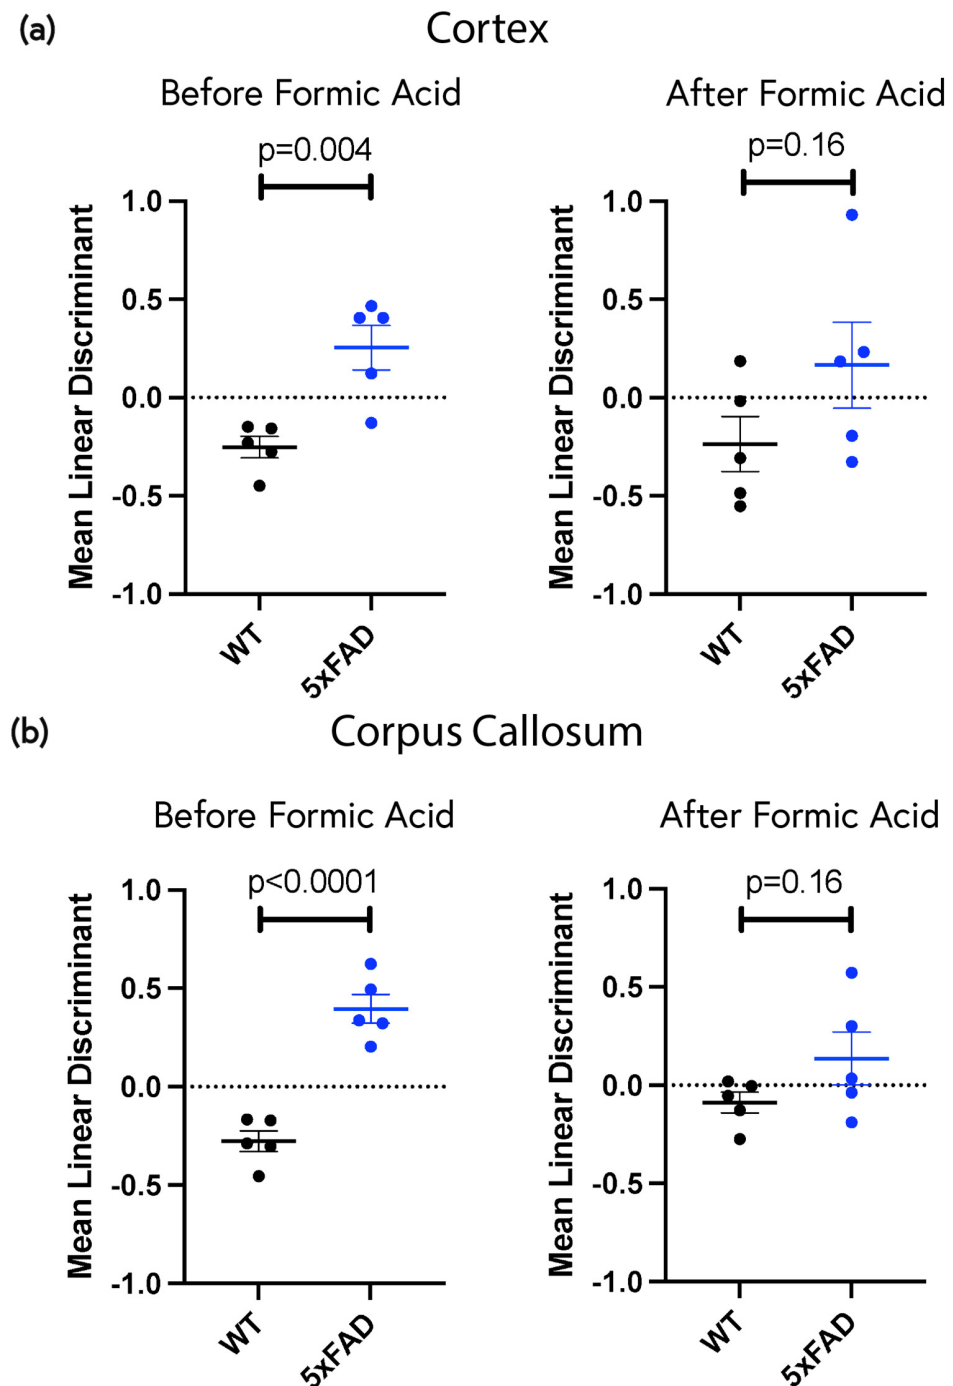 (a)
Cortex
Before Formic Acid
After Formic Acid
p=0.004
p=0.16
Mean Linear Discriminant
1.0
0.5
0.0
-0.5
-1.0
WT
5xFAD
Mean Linear Discriminant
1.0
0.5
0.0
-0.5
-1.0
WT
5xFAD
(b)
Corpus Callosum
Before Formic Acid
After Formic Acid
p<0.0001
p=0.16
Mean Linear Discriminant
1.0
0.5
0.0
-0.5
-1.0
WT
5xFAD
Mean Linear Discriminant
1.0
0.5
0.0
-0.5
-1.0
WT
5xFAD